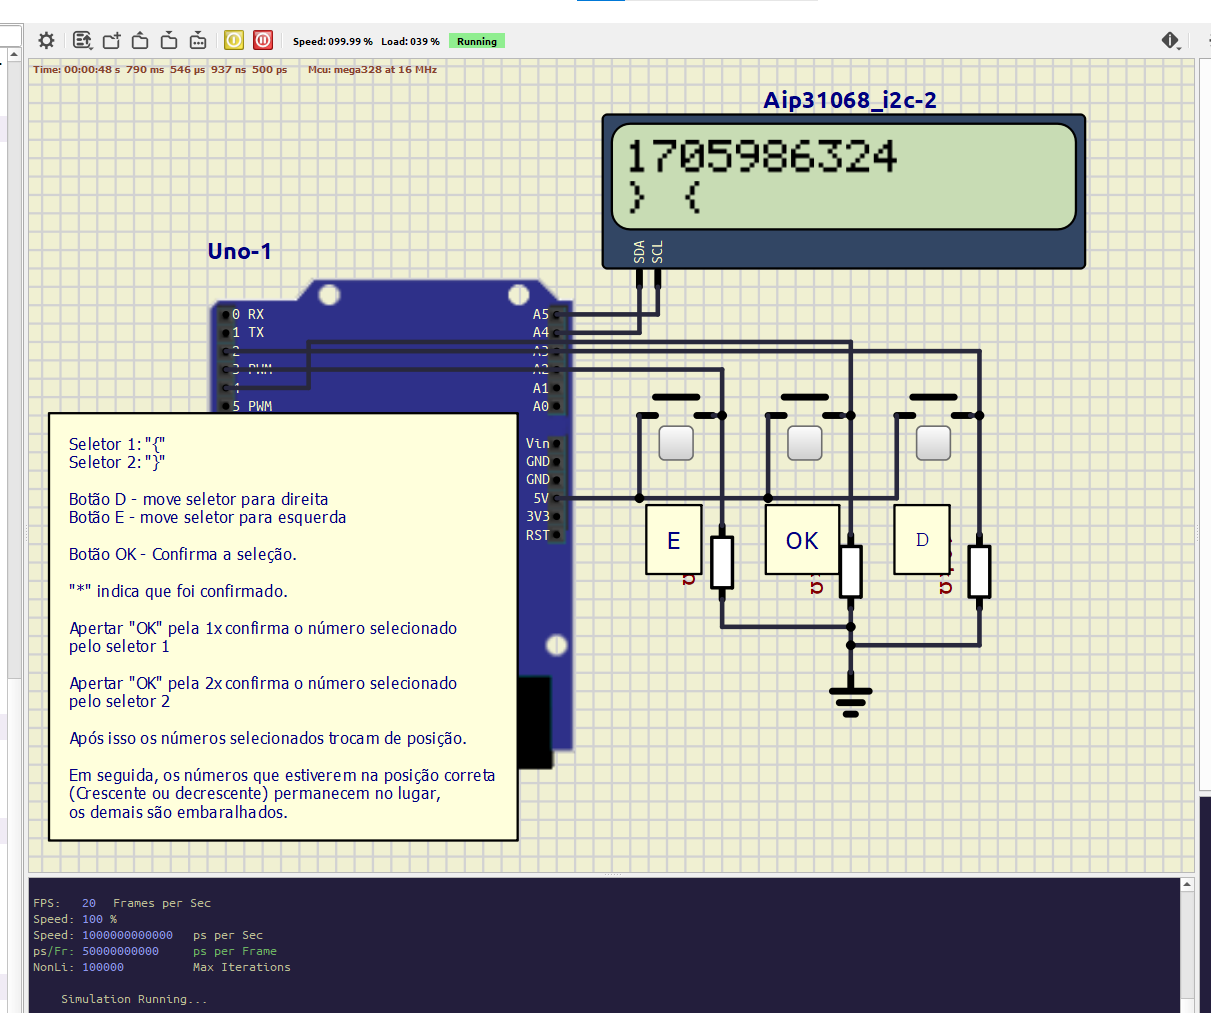 Speed: 099.99 % Load: 039 % Running
Time: 00:00:48 s 790 ms 546 µs 937 ns 500 ps Mcu: mega328 at 16 MHz
Aip31068_i2c-2
1705986324
} {
SDA
SCL
Uno-1
0 RX
1 TX
2
3 PWM
4
5 PWM
A5
A4
A3
A2
A1
A0
Vin
GND
GND
5V
3V3
RST
E
OK
D
Ω
Ω
Ω
Seletor 1: "{"
Seletor 2: "}"
Botão D - move seletor para direita
Botão E - move seletor para esquerda
Botão OK - Confirma a seleção.
"*" indica que foi confirmado.
Apertar "OK" pela 1x confirma o número selecionado
pelo seletor 1
Apertar "OK" pela 2x confirma o número selecionado
pelo seletor 2
Após isso os números selecionados trocam de posição.
Em seguida, os números que estiverem na posição correta
(Crescente ou decrescente) permanecem no lugar,
os demais são embaralhados.
FPS: 20 Frames per Sec
Speed: 100 %
Speed: 1000000000000 ps per Sec
ps/Fr: 50000000000 ps per Frame
NonLi: 100000 Max Iterations
Simulation Running...